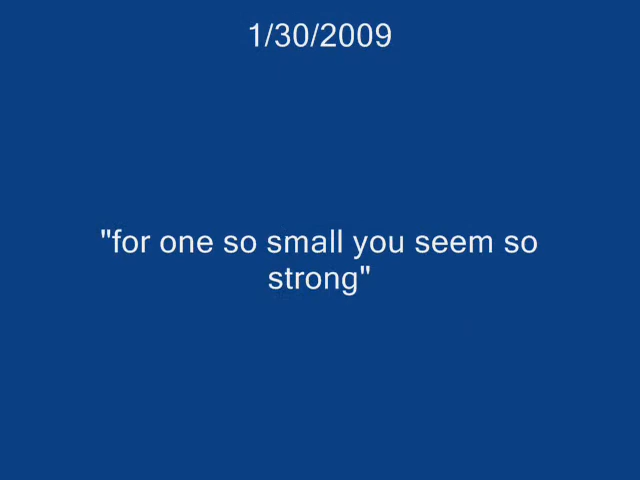 1/30/2009
"for one so small you seem so
strong"